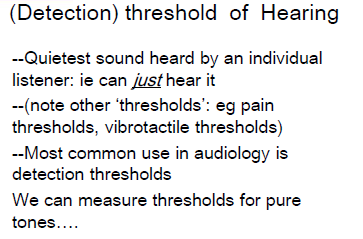 (Detection) threshold of Hearing
--Quietest sound heard by an individual
listener: ie can just hear it
--(note other ‘thresholds’: eg pain
thresholds, vibrotactile thresholds)
--Most common use in audiology is
detection thresholds
We can measure thresholds for pure
tones….